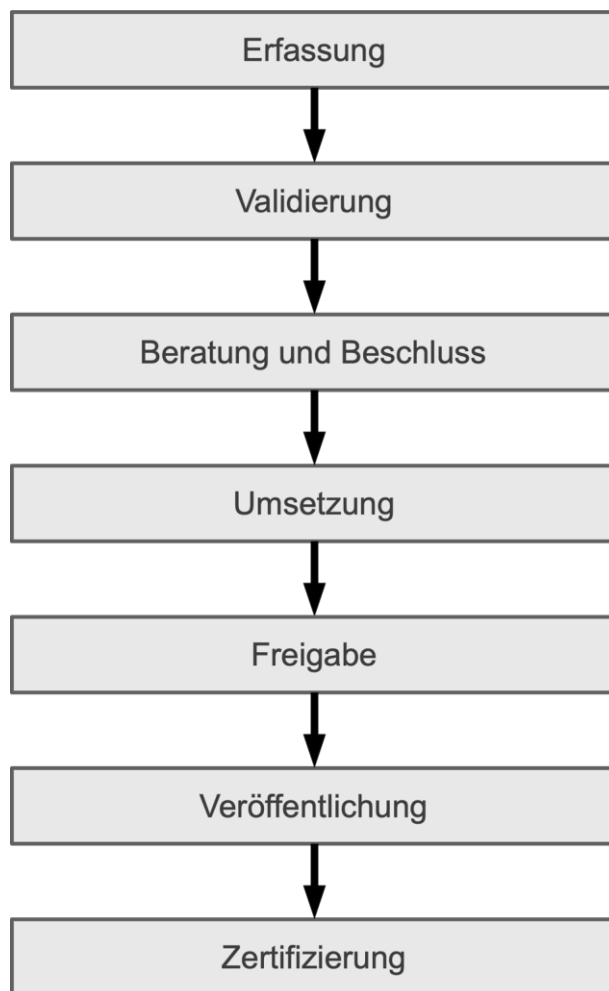 Erfassung
Validierung
Beratung und Beschluss
Umsetzung
Freigabe
Veröffentlichung
Zertifizierung